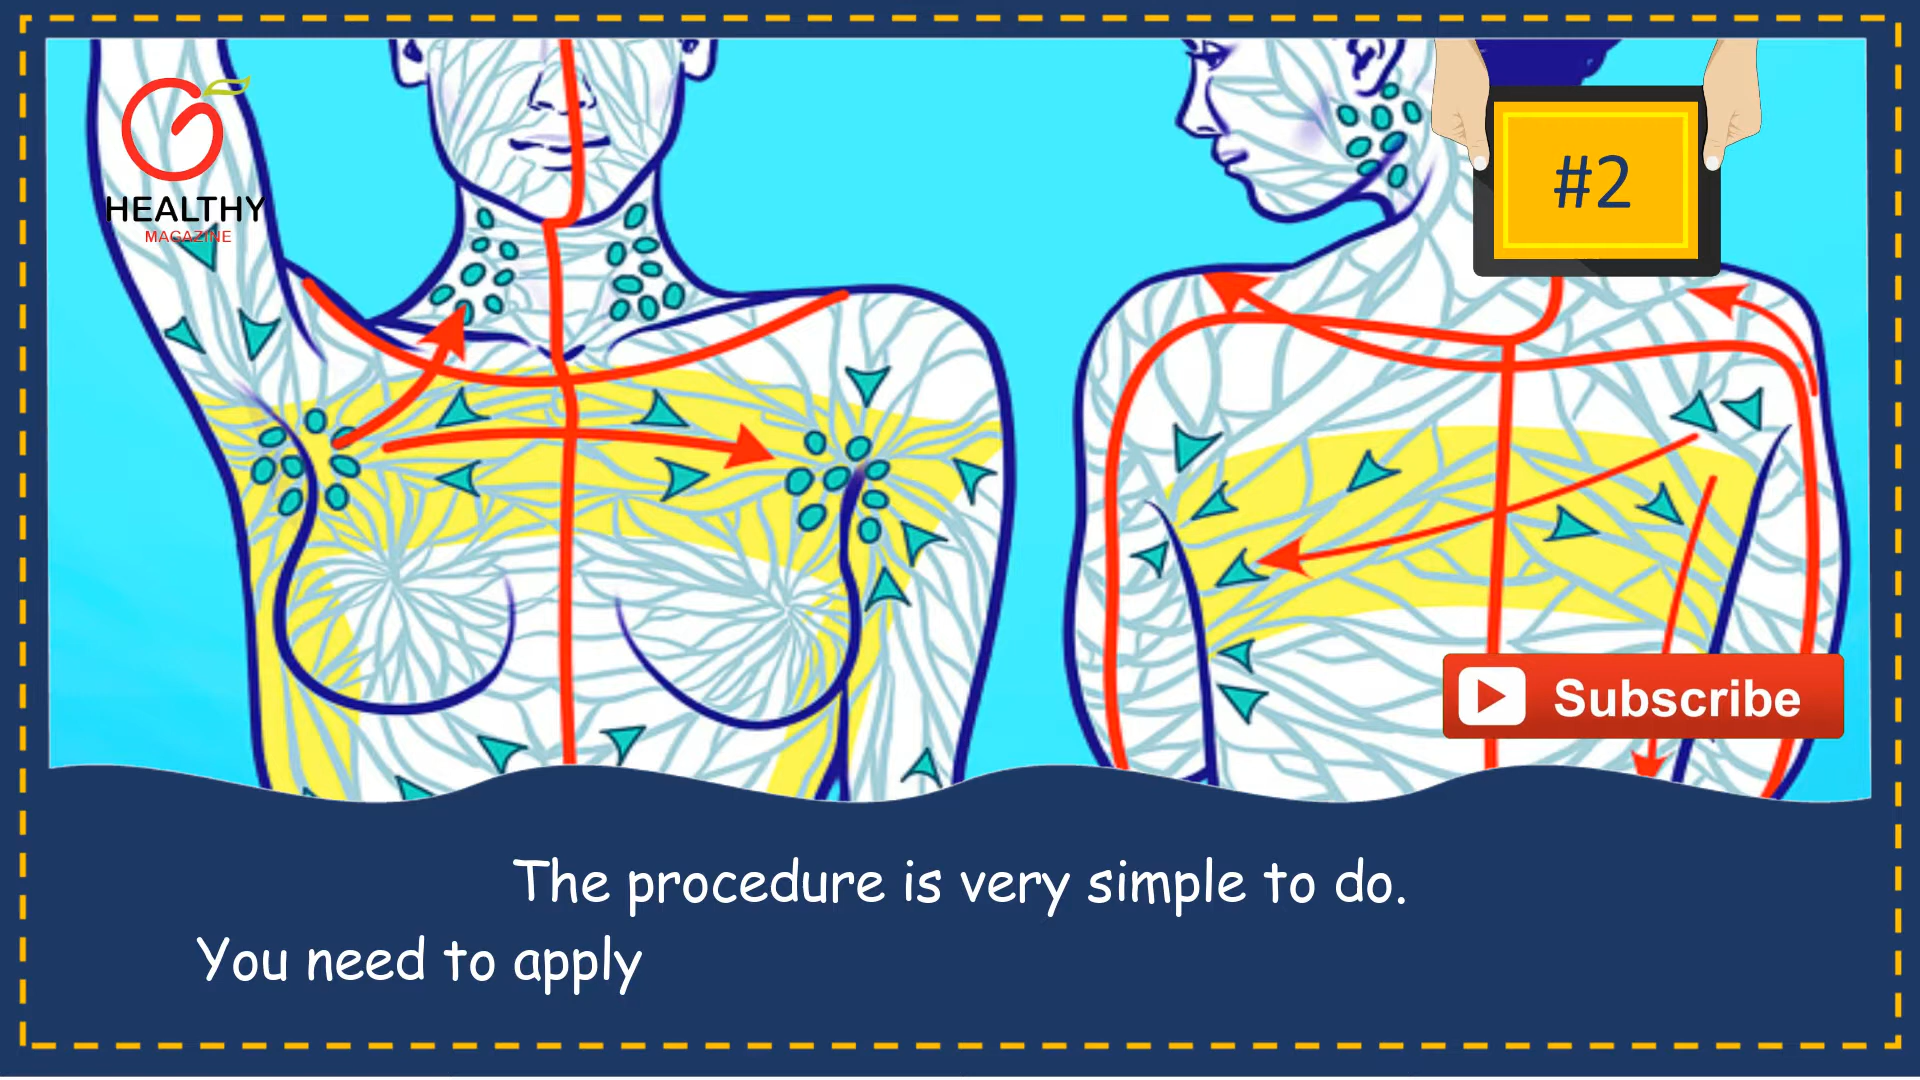 HEALTHY
MAGAZINE
#2
Subscribe
The procedure is very simple to do.
You need to apply